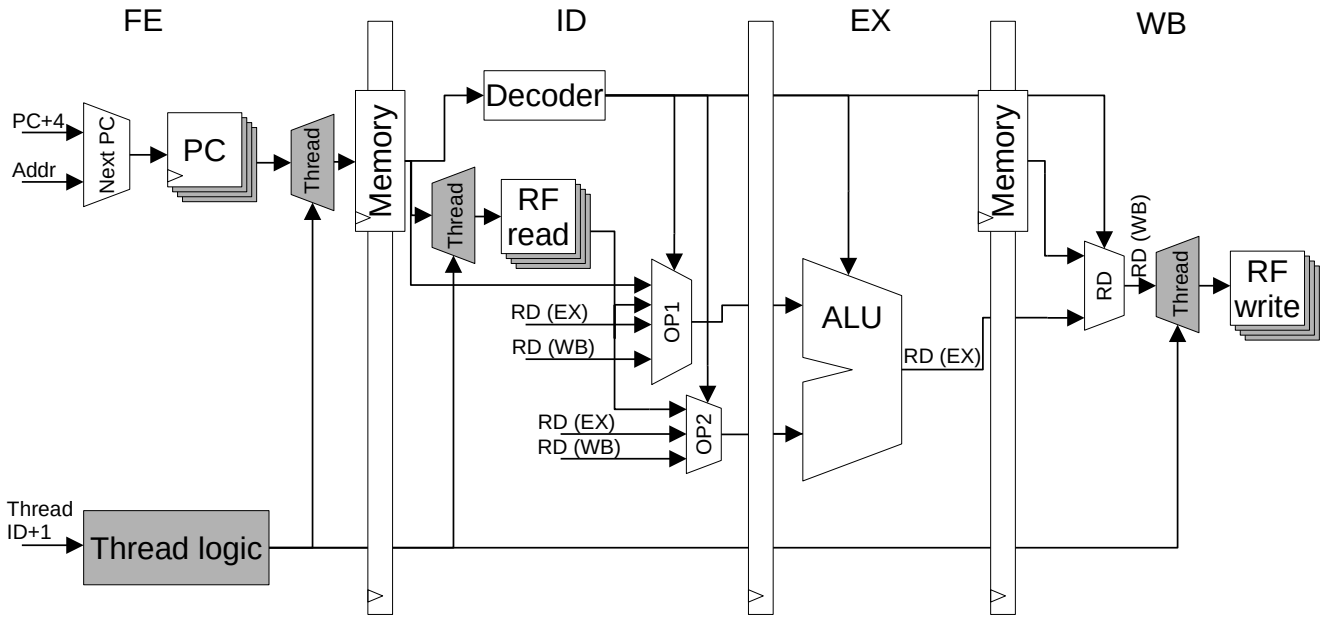 FE
ID
EX
WB
PC+4
Addr
Next PC
PC
Thread
Memory
Decoder
Thread
RF
read
RD (EX)
RD (WB)
OP1
RD (EX)
RD (WB)
OP2
ALU
RD (EX)
Memory
RD
RD (WB)
Thread
RF
write
Thread
ID+1
Thread logic